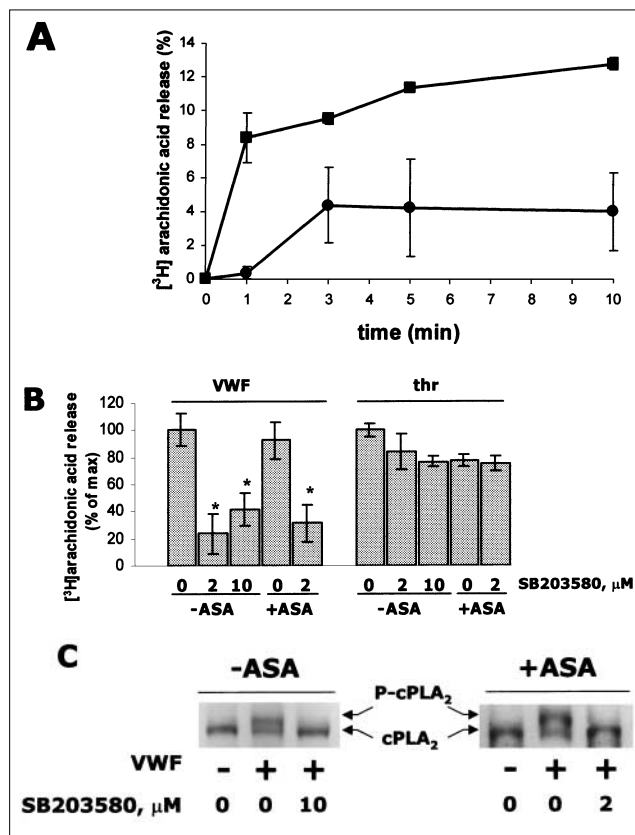 A
[³H] arachidonic acid release (%)
14
12
10
8
6
4
2
0
0 1 2 3 4 5 6 7 8 9 10
time (min)
B
VWF
thr
[³H]arachidonic acid release
(% of max)
120
100
80
60
40
20
0
* * *
0 2 10 0 2 0 2 10 0 2 SB203580, µM
-ASA +ASA -ASA +ASA
C
-ASA +ASA
P-cPLA₂
cPLA₂
VWF - + + - + +
SB203580, µM 0 0 10 0 0 2